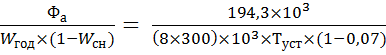 Фа / (Wгод×(1−Wсн)) = 194,3×10³ / ((8×300)×10³×Туст×(1−0,07))